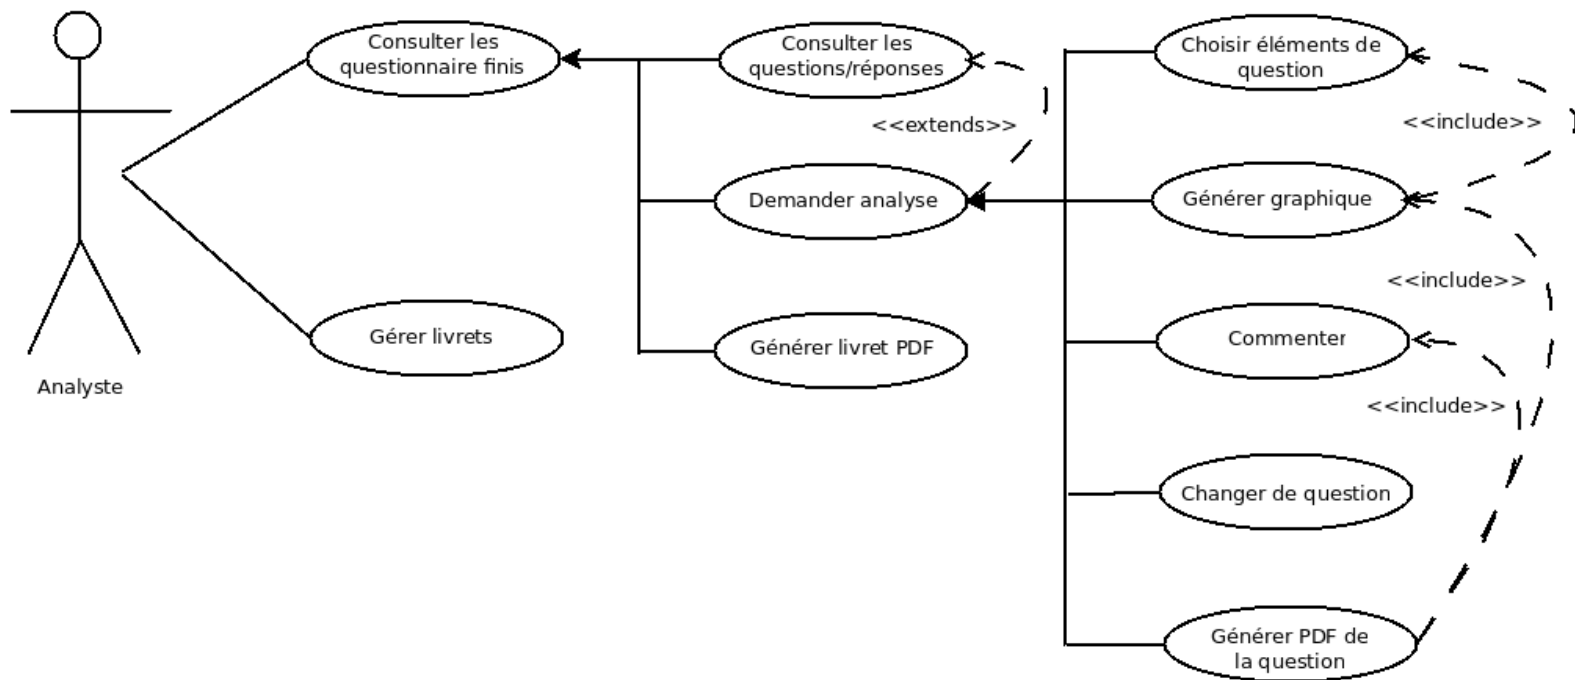 Consulter les
questionnaire finis
Consulter les
questions/réponses
Choisir éléments de
question
<<extends>>
<<include>>
Demander analyse
Générer graphique
<<include>>
Gérer livrets
Générer livret PDF
Commenter
Analyste
<<include>>
Changer de question
Générer PDF de
la question